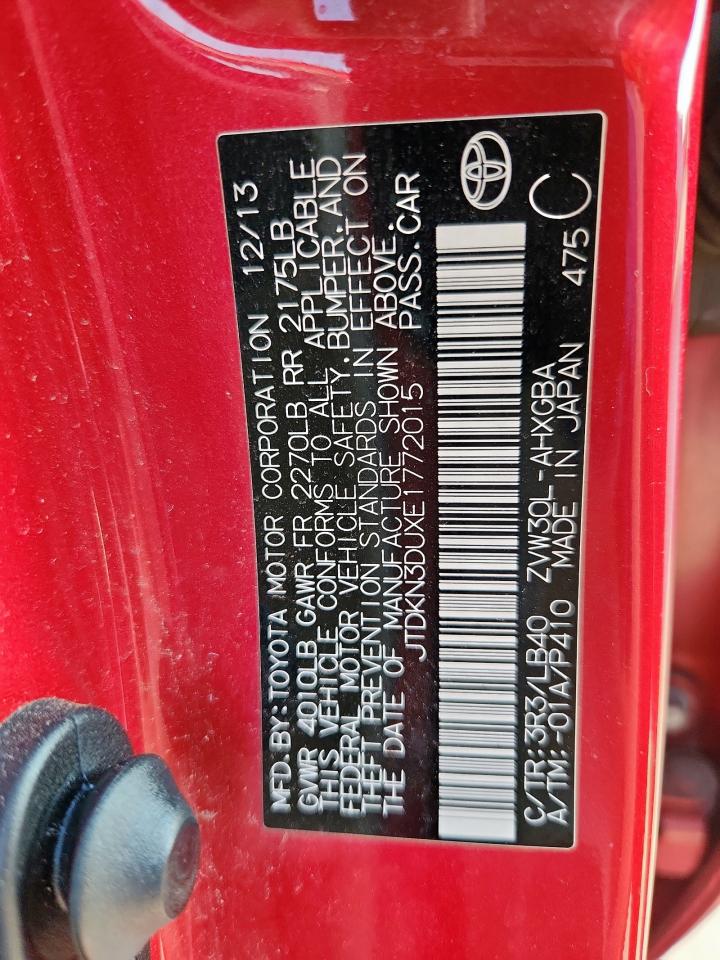 MFD.BY:TOYOTA MOTOR CORPORATION 12/13
GVWR 4010LB GAWR FR 2270LB RR 2175LB
THIS VEHICLE CONFORMS TO ALL APPLICABLE
FEDERAL MOTOR VEHICLE SAFETY,BUMPER,AND
THEFT PREVENTION STANDARDS IN EFFECT ON
THE DATE OF MANUFACTURE SHOWN ABOVE.
JTDKN3DUXE1772015 PASS.CAR
C/TR:3R3/LB40 ZVW30L-AHXGBA 475
A/TM:-01A/P410 MADE IN JAPAN C